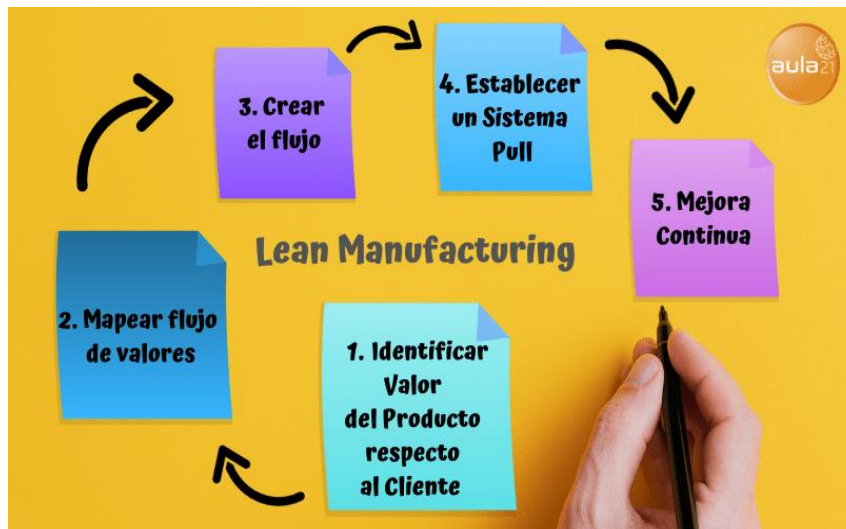 aula21
3. Crear
el flujo
4. Establecer
un Sistema
Pull
5. Mejora
Continua
Lean Manufacturing
2. Mapear flujo
de valores
1. Identificar
Valor
del Producto
respecto
al Cliente